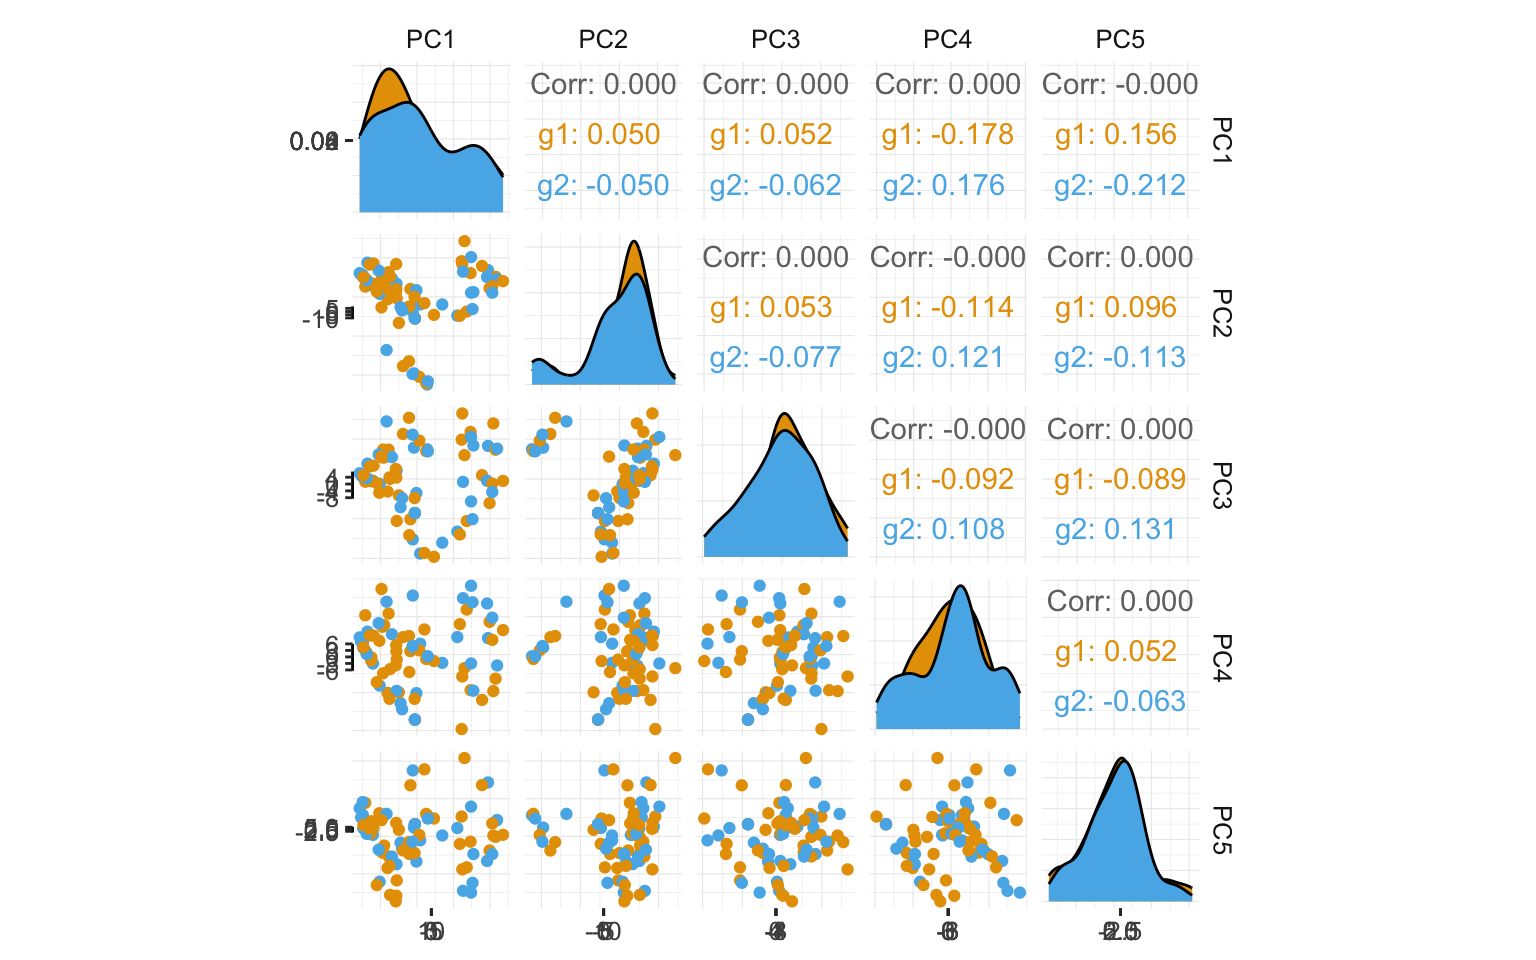 PC1 PC2 PC3 PC4 PC5
Corr: 0.000 Corr: 0.000 Corr: 0.000 Corr: -0.000
g1: 0.050 g1: 0.052 g1: -0.178 g1: 0.156
g2: -0.050 g2: -0.062 g2: 0.176 g2: -0.212
PC1
Corr: 0.000 Corr: -0.000 Corr: 0.000
g1: 0.053 g1: -0.114 g1: 0.096
g2: -0.077 g2: 0.121 g2: -0.113
PC2
Corr: -0.000 Corr: 0.000
g1: -0.092 g1: -0.089
g2: 0.108 g2: 0.131
PC3
Corr: 0.000
g1: 0.052
g2: -0.063
PC4
PC5